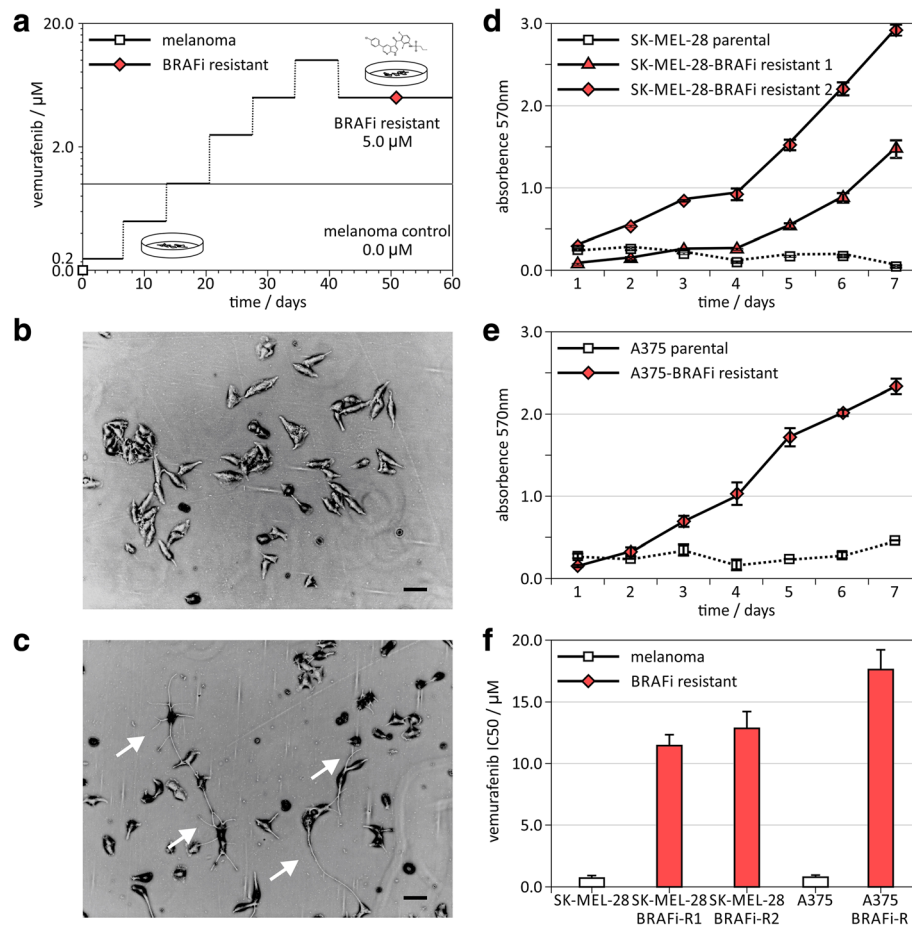 a
20.0
melanoma
BRAFi resistant
vemurafenib / µM
2.0
BRAFi resistant
5.0 µM
melanoma control
0.0 µM
0.2
0.0
0 10 20 30 40 50 60
time / days
b
c
d
3.0
SK-MEL-28 parental
SK-MEL-28-BRAFi resistant 1
SK-MEL-28-BRAFi resistant 2
absorbence 570nm
2.0
1.0
0.0
1 2 3 4 5 6 7
time / days
e
3.0
A375 parental
A375-BRAFi resistant
absorbence 570nm
2.0
1.0
0.0
1 2 3 4 5 6 7
time / days
f
20.0
melanoma
BRAFi resistant
vemurafenib IC50 / µM
15.0
10.0
5.0
0.0
SK-MEL-28 SK-MEL-28 SK-MEL-28 A375 A375
BRAFi-R1 BRAFi-R2 BRAFi-R